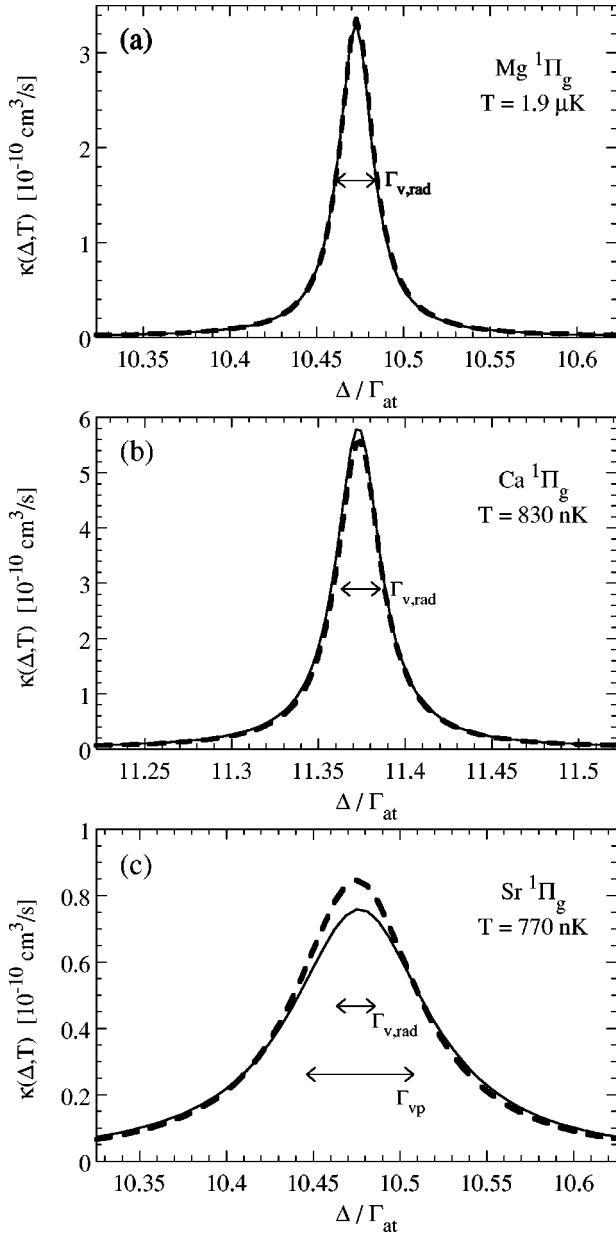 (a)
Mg ¹Π_g
T = 1.9 μK
Γ_v,rad
κ(Δ,T) [10⁻¹⁰ cm³/s]
3
2
1
0
10.35 10.4 10.45 10.5 10.55 10.6
Δ / Γ_at
(b)
Ca ¹Π_g
T = 830 nK
Γ_v,rad
κ(Δ,T) [10⁻¹⁰ cm³/s]
6
5
4
3
2
1
0
11.25 11.3 11.35 11.4 11.45 11.5
Δ / Γ_at
(c)
Sr ¹Π_g
T = 770 nK
Γ_v,rad
Γ_vp
κ(Δ,T) [10⁻¹⁰ cm³/s]
1
0.8
0.6
0.4
0.2
0
10.35 10.4 10.45 10.5 10.55 10.6
Δ / Γ_at